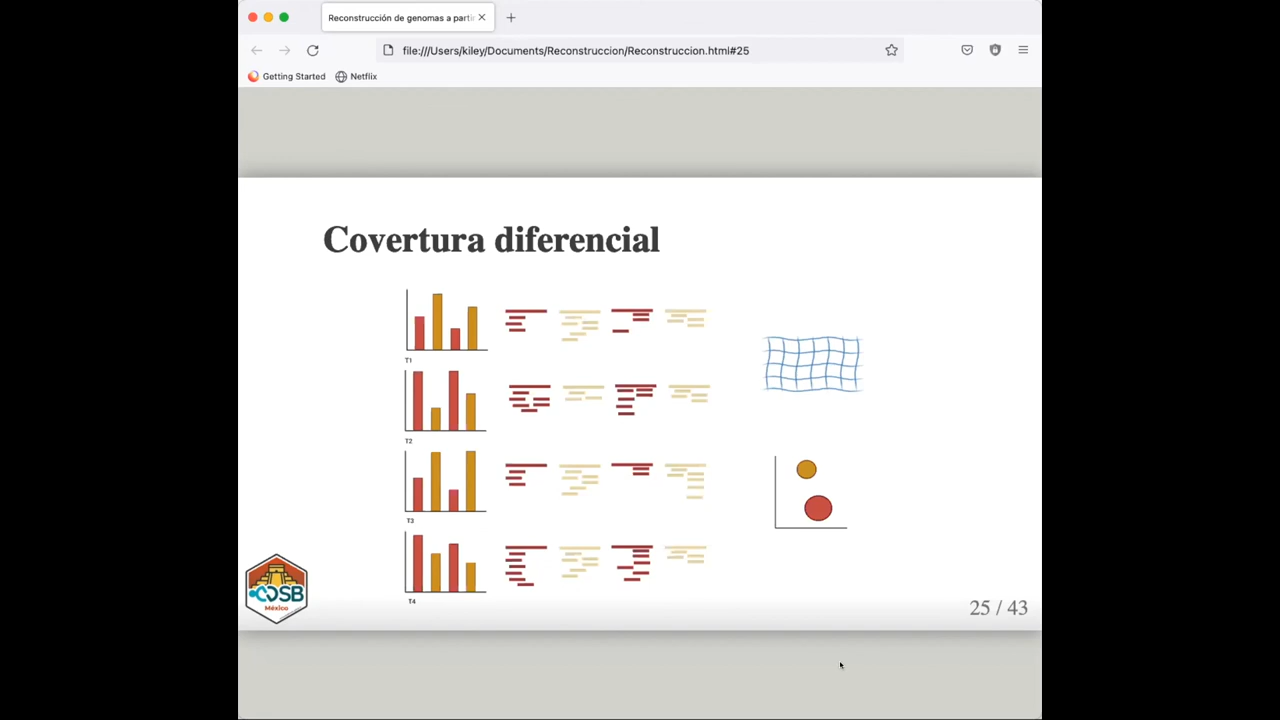 Reconstrucción de genomas a parti
file:///Users/kiley/Documents/Reconstruccion/Reconstruccion.html#25
Getting Started
Netflix
Covertura diferencial
T1
T2
T3
T4
CDSB
México
25 / 43